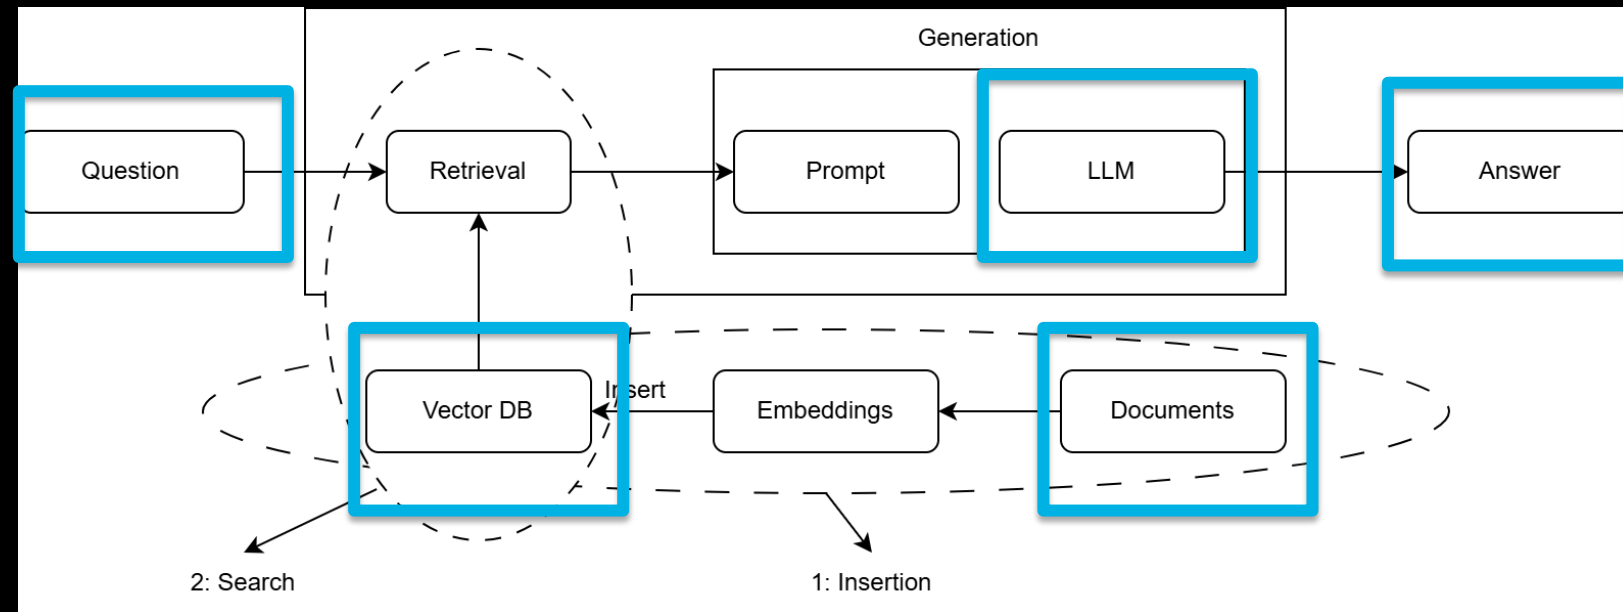 Generation
Question
Retrieval
Prompt
LLM
Answer
Vector DB
Insert
Embeddings
Documents
2: Search
1: Insertion